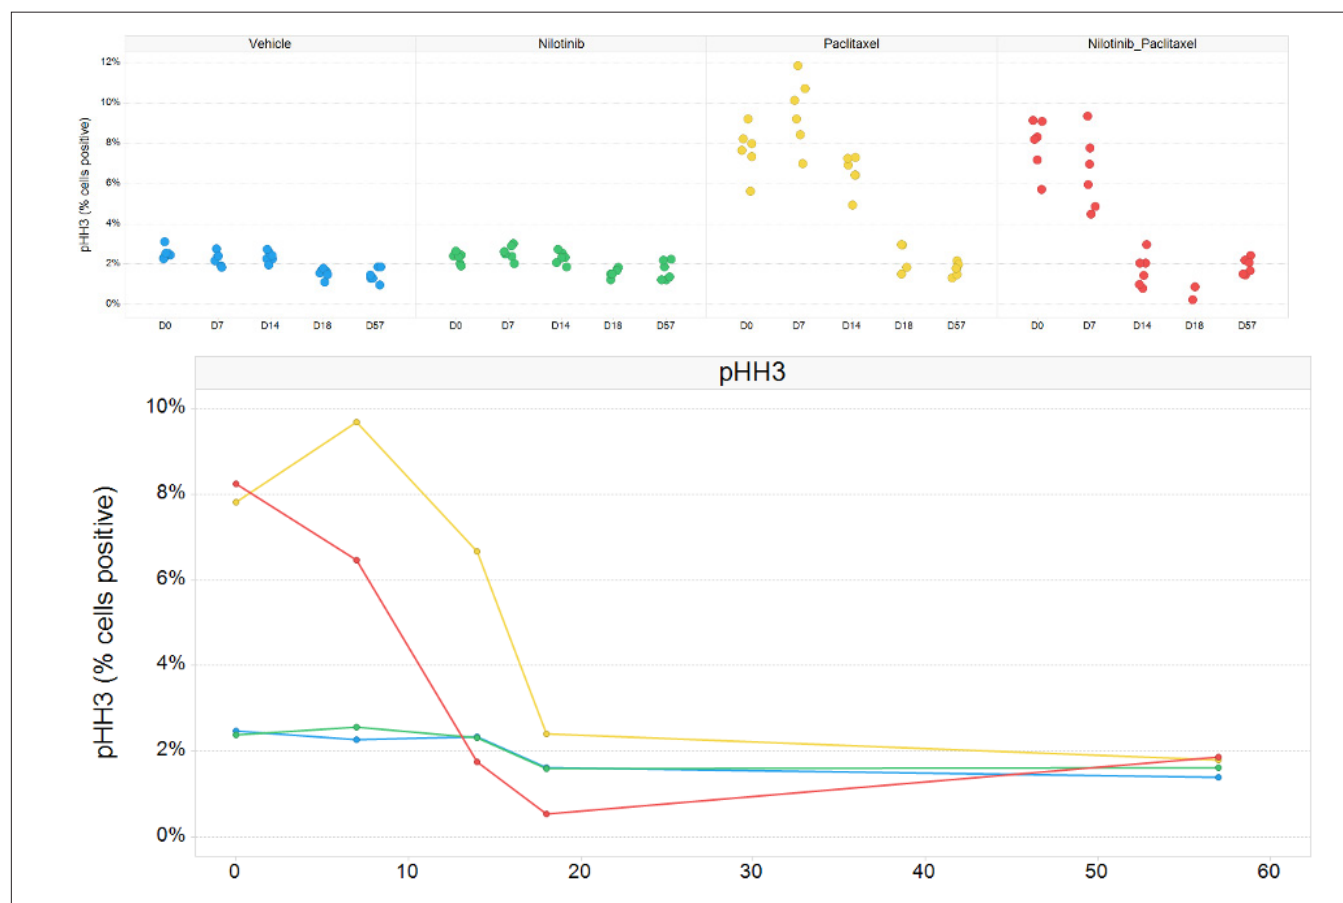 Vehicle Nilotinib Paclitaxel Nilotinib_Paclitaxel
12%
10%
8%
6%
4%
2%
0%
pHH3 (% cells positive)
D0 D7 D14 D18 D57 D0 D7 D14 D18 D57 D0 D7 D14 D18 D57 D0 D7 D14 D18 D57
pHH3
10%
8%
6%
4%
2%
0%
pHH3 (% cells positive)
0 10 20 30 40 50 60